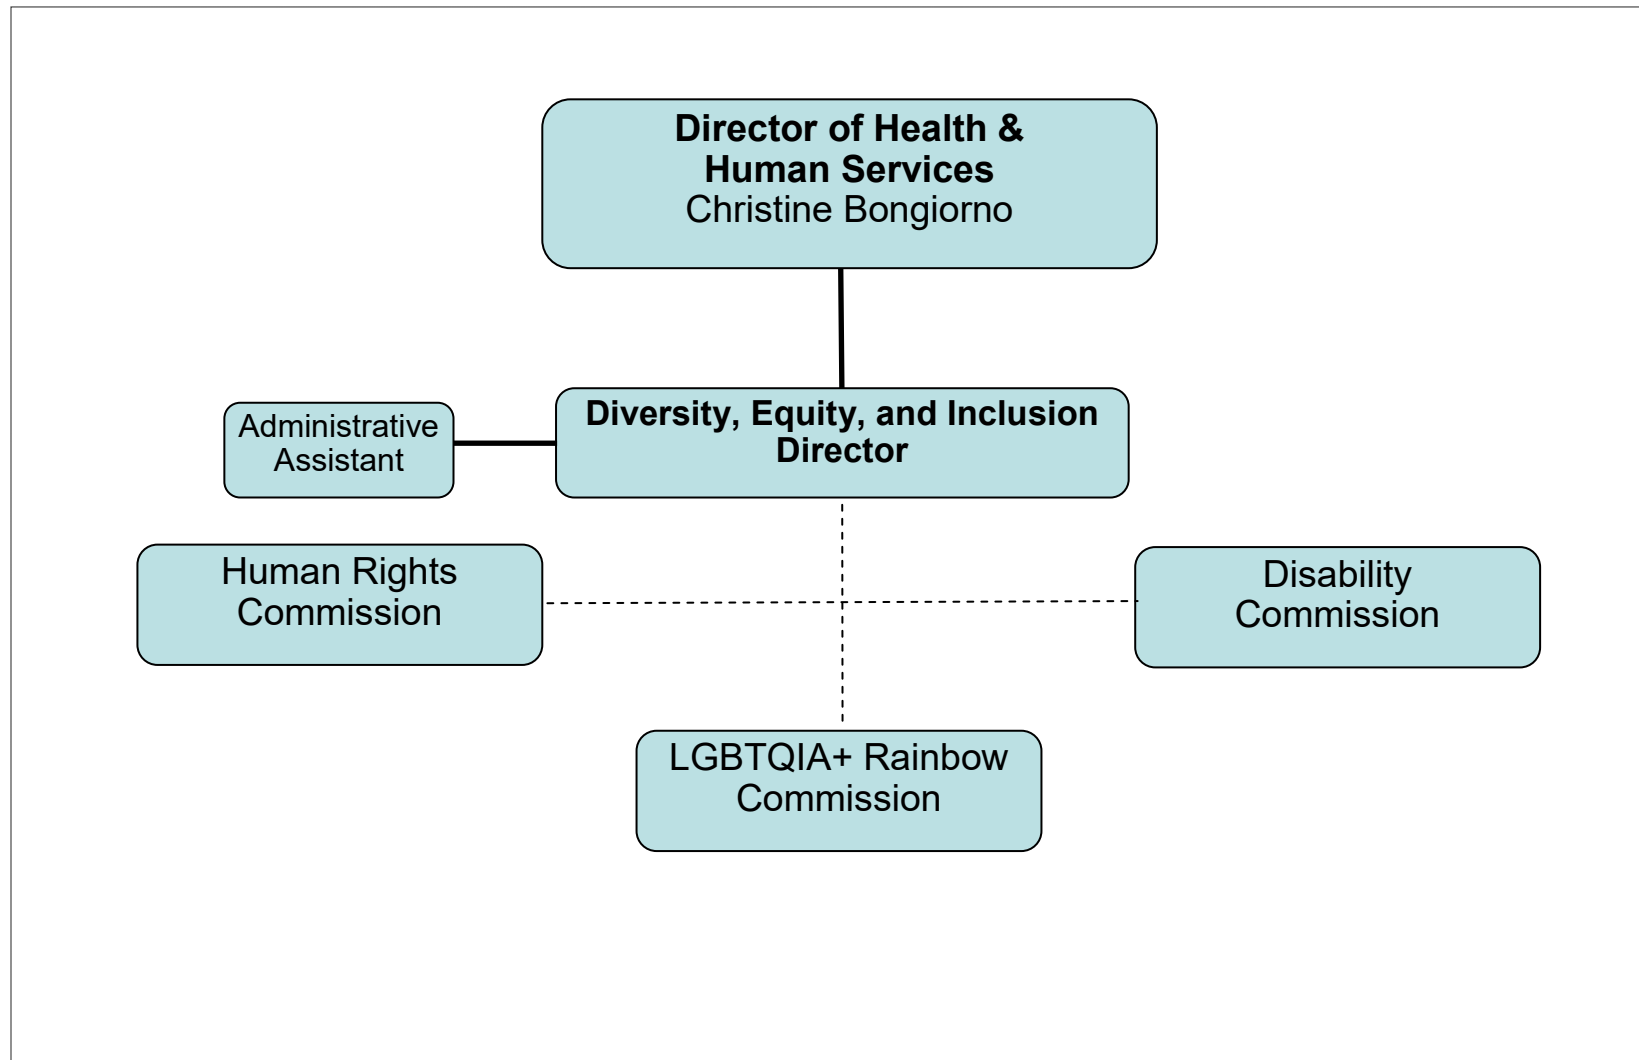 Director of Health &
Human Services
Christine Bongiorno
Administrative
Assistant
Diversity, Equity, and Inclusion
Director
Human Rights
Commission
Disability
Commission
LGBTQIA+ Rainbow
Commission